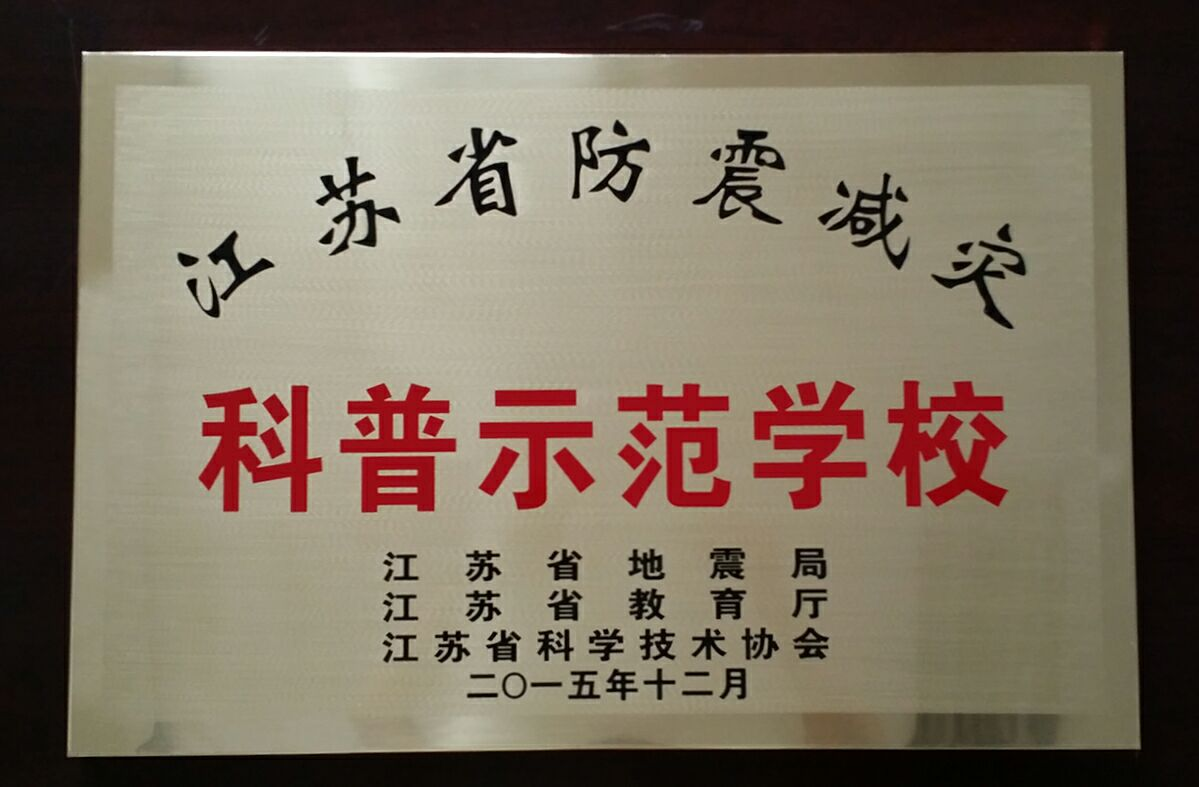 江苏省防震减灾
科普示范学校
江苏省地震局
江苏省教育厅
江苏省科学技术协会
二〇一五年十二月